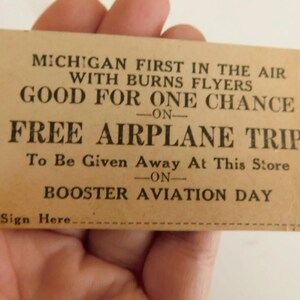 MICHIGAN FIRST IN THE AIR
WITH BURNS FLYERS
GOOD FOR ONE CHANCE
—ON—
FREE AIRPLANE TRIP
To Be Given Away At This Store
—ON—
BOOSTER AVIATION DAY
Sign Here